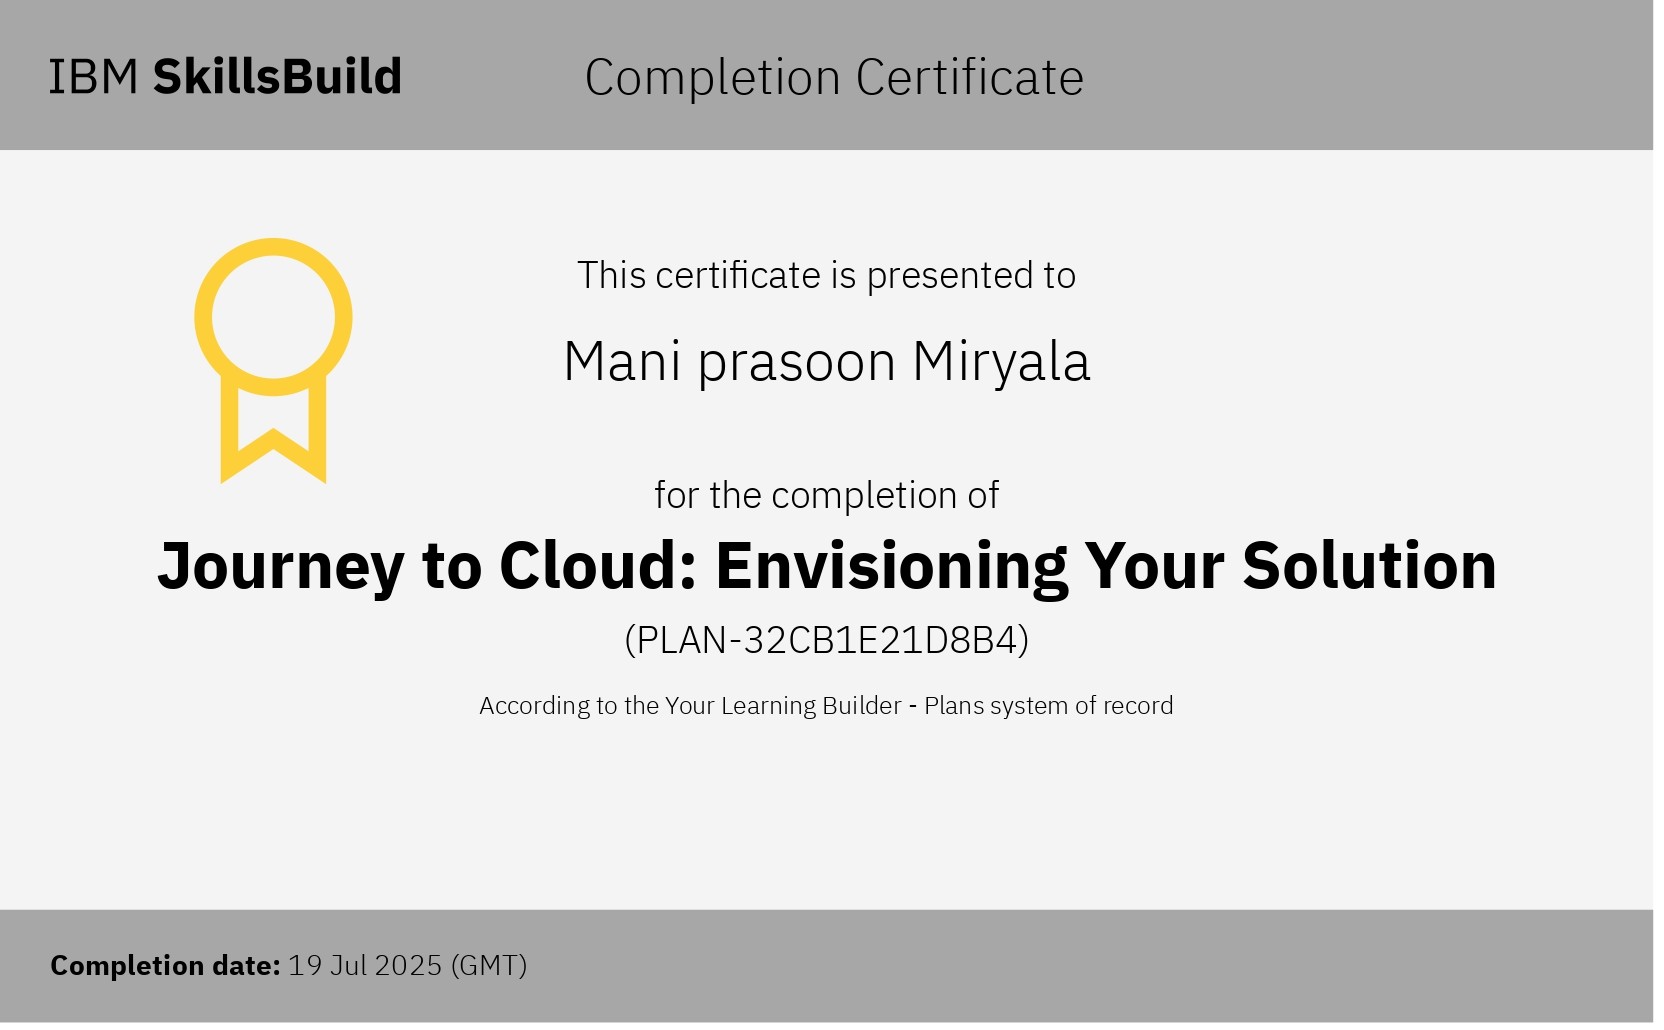 IBM SkillsBuild
Completion Certificate
This certificate is presented to
Mani prasoon Miryala
for the completion of
Journey to Cloud: Envisioning Your Solution
(PLAN-32CB1E21D8B4)
According to the Your Learning Builder - Plans system of record
Completion date: 19 Jul 2025 (GMT)